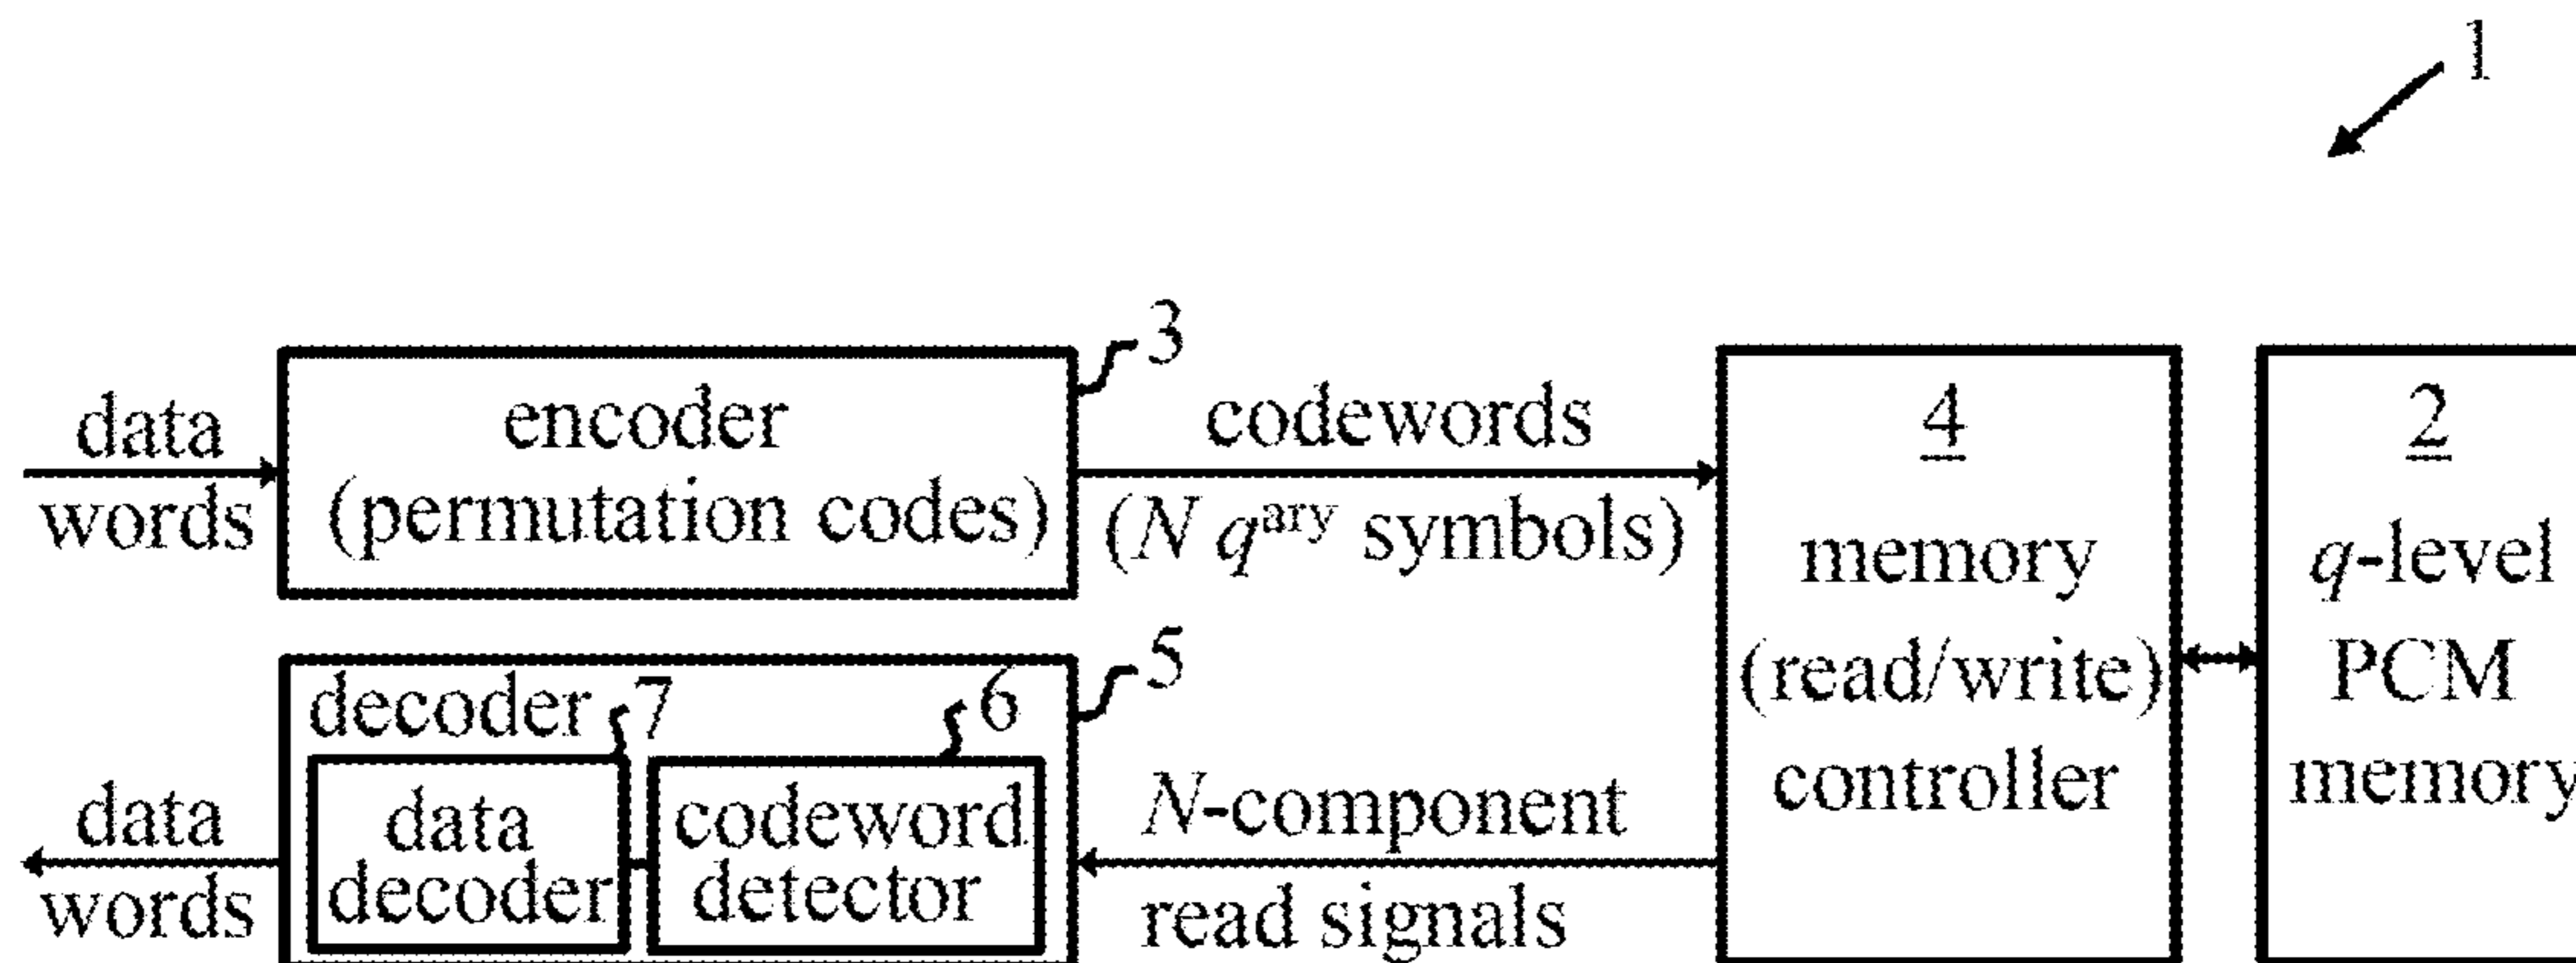 1
3
data
words
encoder
(permutation codes)
codewords
(N q^ary symbols)
4
memory
(read/write)
controller
2
q-level
PCM
memory
5
decoder
7
6
data
decoder
codeword
detector
data
words
N-component
read signals